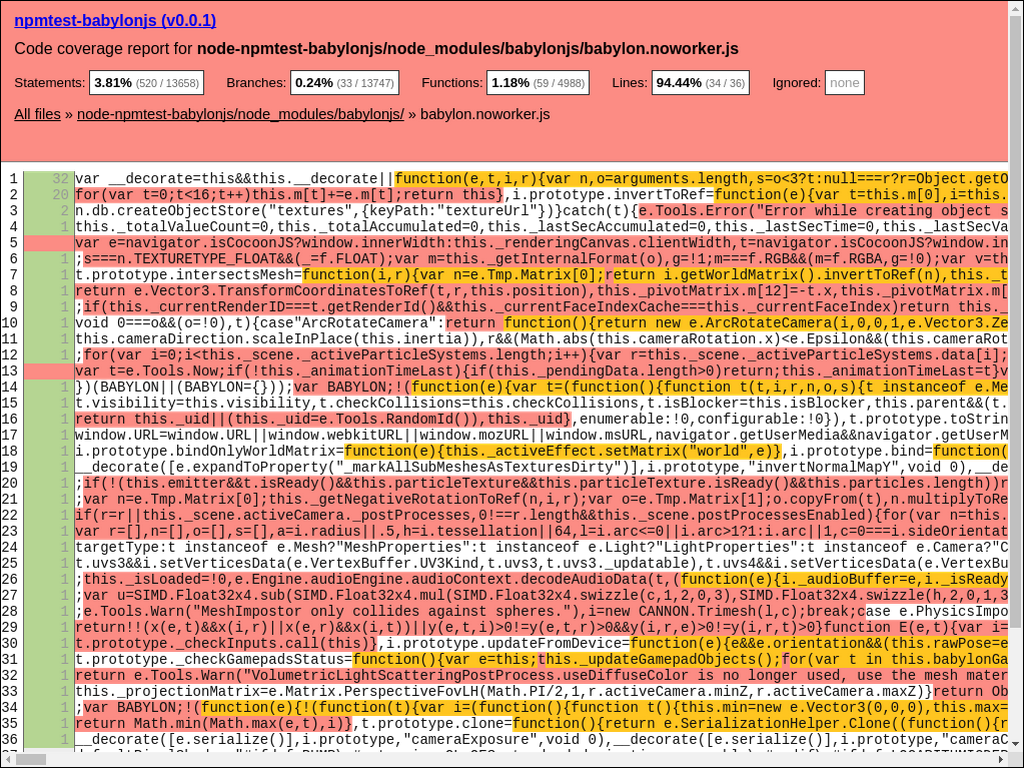 npmtest-babylonjs (v0.0.1)
Code coverage report for node-npmtest-babylonjs/node_modules/babylonjs/babylon.noworker.js
Statements: 3.81% (520 / 13658) Branches: 0.24% (33 / 13747) Functions: 1.18% (59 / 4988) Lines: 94.44% (34 / 36) Ignored: none
All files » node-npmtest-babylonjs/node_modules/babylonjs/ » babylon.noworker.js
1 32 var __decorate=this&&this.__decorate||function(e,t,i,r){var n,o=arguments.length,s=o<3?t:null===r?r=Object.getO
2 20 for(var t=0;t<16;t++)this.m[t]+=e.m[t];return this},i.prototype.invertToRef=function(e){var t=this.m[0],i=this.
3 2 n.db.createObjectStore("textures",{keyPath:"textureUrl"})}catch(t){e.Tools.Error("Error while creating object s
4 1 this._totalValueCount=0,this._totalAccumulated=0,this._lastSecAccumulated=0,this._lastSecTime=0,this._lastSecVa
5 var e=navigator.isCocoonJS?window.innerWidth:this._renderingCanvas.clientWidth,t=navigator.isCocoonJS?window.in
6 1 ;s===n.TEXTURETYPE_FLOAT&&(_=f.FLOAT);var m=this._getInternalFormat(o),g=!1;m===f.RGB&&(m=f.RGBA,g=!0);var v=th
7 1 t.prototype.intersectsMesh=function(i,r){var n=e.Tmp.Matrix[0];return i.getWorldMatrix().invertToRef(n),this._t
8 1 return e.Vector3.TransformCoordinatesToRef(t,r,this.position),this._pivotMatrix.m[12]=-t.x,this._pivotMatrix.m[
9 1 ;if(this._currentRenderID===t.getRenderId()&&this._currentFaceIndexCache===this._currentFaceIndex)return this._
10 1 void 0===o&&(o=!0),t){case"ArcRotateCamera":return function(){return new e.ArcRotateCamera(i,0,0,1,e.Vector3.Ze
11 1 this.cameraDirection.scaleInPlace(this.inertia)),r&&(Math.abs(this.cameraRotation.x)<e.Epsilon&&(this.cameraRot
12 1 ;for(var i=0;i<this._scene._activeParticleSystems.length;i++){var r=this._scene._activeParticleSystems.data[i];
13 var t=e.Tools.Now;if(!this._animationTimeLast){if(this._pendingData.length>0)return;this._animationTimeLast=t}v
14 1 })(BABYLON||(BABYLON={}));var BABYLON;!(function(e){var t=(function(){function t(t,i,r,n,o,s){t instanceof e.Me
15 1 t.visibility=this.visibility,t.checkCollisions=this.checkCollisions,t.isBlocker=this.isBlocker,this.parent&&(t.
16 1 return this._uid||(this._uid=e.Tools.RandomId()),this._uid},enumerable:!0,configurable:!0}),t.prototype.toStrin
17 1 window.URL=window.URL||window.webkitURL||window.mozURL||window.msURL,navigator.getUserMedia&&navigator.getUserM
18 1 i.prototype.bindOnlyWorldMatrix=function(e){this._activeEffect.setMatrix("world",e)},i.prototype.bind=function(
19 1 __decorate([e.expandToProperty("_markAllSubMeshesAsTexturesDirty")],i.prototype,"invertNormalMapY",void 0),__de
20 1 ;if(!(this.emitter&&t.isReady()&&this.particleTexture&&this.particleTexture.isReady()&&this.particles.length))r
21 1 ;var n=e.Tmp.Matrix[0];this._getNegativeRotationToRef(n,i,r);var o=e.Tmp.Matrix[1];o.copyFrom(t),n.multiplyToRe
22 1 if(r=r||this._scene.activeCamera._postProcesses,0!==r.length&&this._scene.postProcessesEnabled){for(var n=this.
23 1 var r=[],n=[],o=[],s=[],a=i.radius||.5,h=i.tessellation||64,l=i.arc<=0||i.arc>1?1:i.arc||1,c=0===i.sideOrientat
24 1 targetType:t instanceof e.Mesh?"MeshProperties":t instanceof e.Light?"LightProperties":t instanceof e.Camera?"C
25 1 t.uvs3&&i.setVerticesData(e.VertexBuffer.UV3Kind,t.uvs3,t.uvs3._updatable),t.uvs4&&i.setVerticesData(e.VertexBu
26 1 ;this._isLoaded=!0,e.Engine.audioEngine.audioContext.decodeAudioData(t,(function(e){i._audioBuffer=e,i._isReady
27 1 ;var u=SIMD.Float32x4.sub(SIMD.Float32x4.mul(SIMD.Float32x4.swizzle(c,1,2,0,3),SIMD.Float32x4.swizzle(h,2,0,1,3
28 1 ;e.Tools.Warn("MeshImpostor only collides against spheres."),i=new CANNON.Trimesh(l,c);break;case e.PhysicsImpo
29 1 return!!(x(e,t)&&x(i,r)||x(e,r)&&x(i,t))||y(e,t,i)>0!=y(e,t,r)>0&&y(i,r,e)>0!=y(i,r,t)>0}function E(e,t){var i=
30 1 t.prototype._checkInputs.call(this)},i.prototype.updateFromDevice=function(e){e&&e.orientation&&(this.rawPose=e
31 1 t.prototype._checkGamepadsStatus=function(){var e=this;this._updateGamepadObjects();for(var t in this.babylonGa
32 1 return e.Tools.Warn("VolumetricLightScatteringPostProcess.useDiffuseColor is no longer used, use the mesh mater
33 1 this._projectionMatrix=e.Matrix.PerspectiveFovLH(Math.PI/2,1,r.activeCamera.minZ,r.activeCamera.maxZ)}return Ob
34 1 ;var BABYLON;!(function(e){!(function(t){var i=(function(){function t(){this.min=new e.Vector3(0,0,0),this.max=
35 1 return Math.min(Math.max(e,t),i)},t.prototype.clone=function(){return e.SerializationHelper.Clone((function(){r
36 1 __decorate([e.serialize()],i.prototype,"cameraExposure",void 0),__decorate([e.serialize()],i.prototype,"cameraC